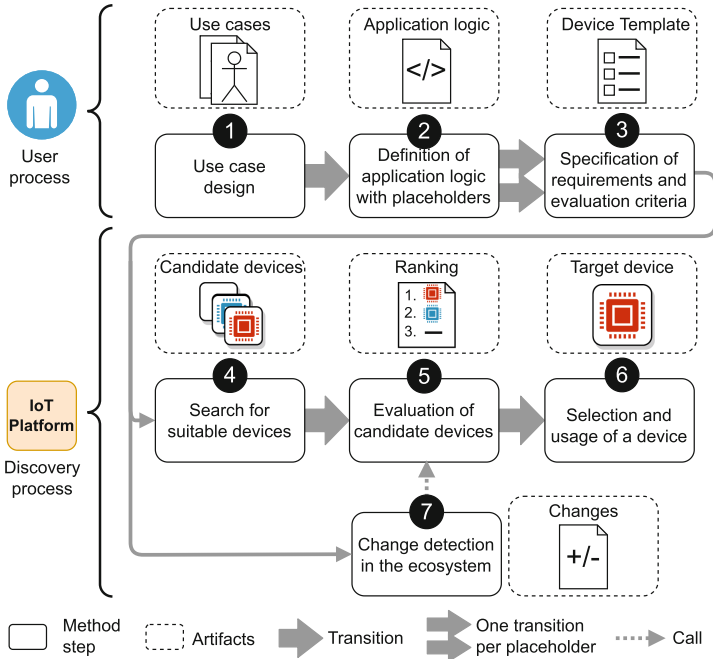 Use cases
Application logic
</>
Device Template
User
process
1
Use case
design
2
Definition of
application logic
with placeholders
3
Specification of
requirements and
evaluation criteria
Candidate devices
Ranking
1.
2.
3.
Target device
IoT
Platform
Discovery
process
4
Search for
suitable devices
5
Evaluation of
candidate devices
6
Selection and
usage of a device
7
Change detection
in the ecosystem
Changes
+/-
Method
step
Artifacts
Transition
One transition
per placeholder
Call